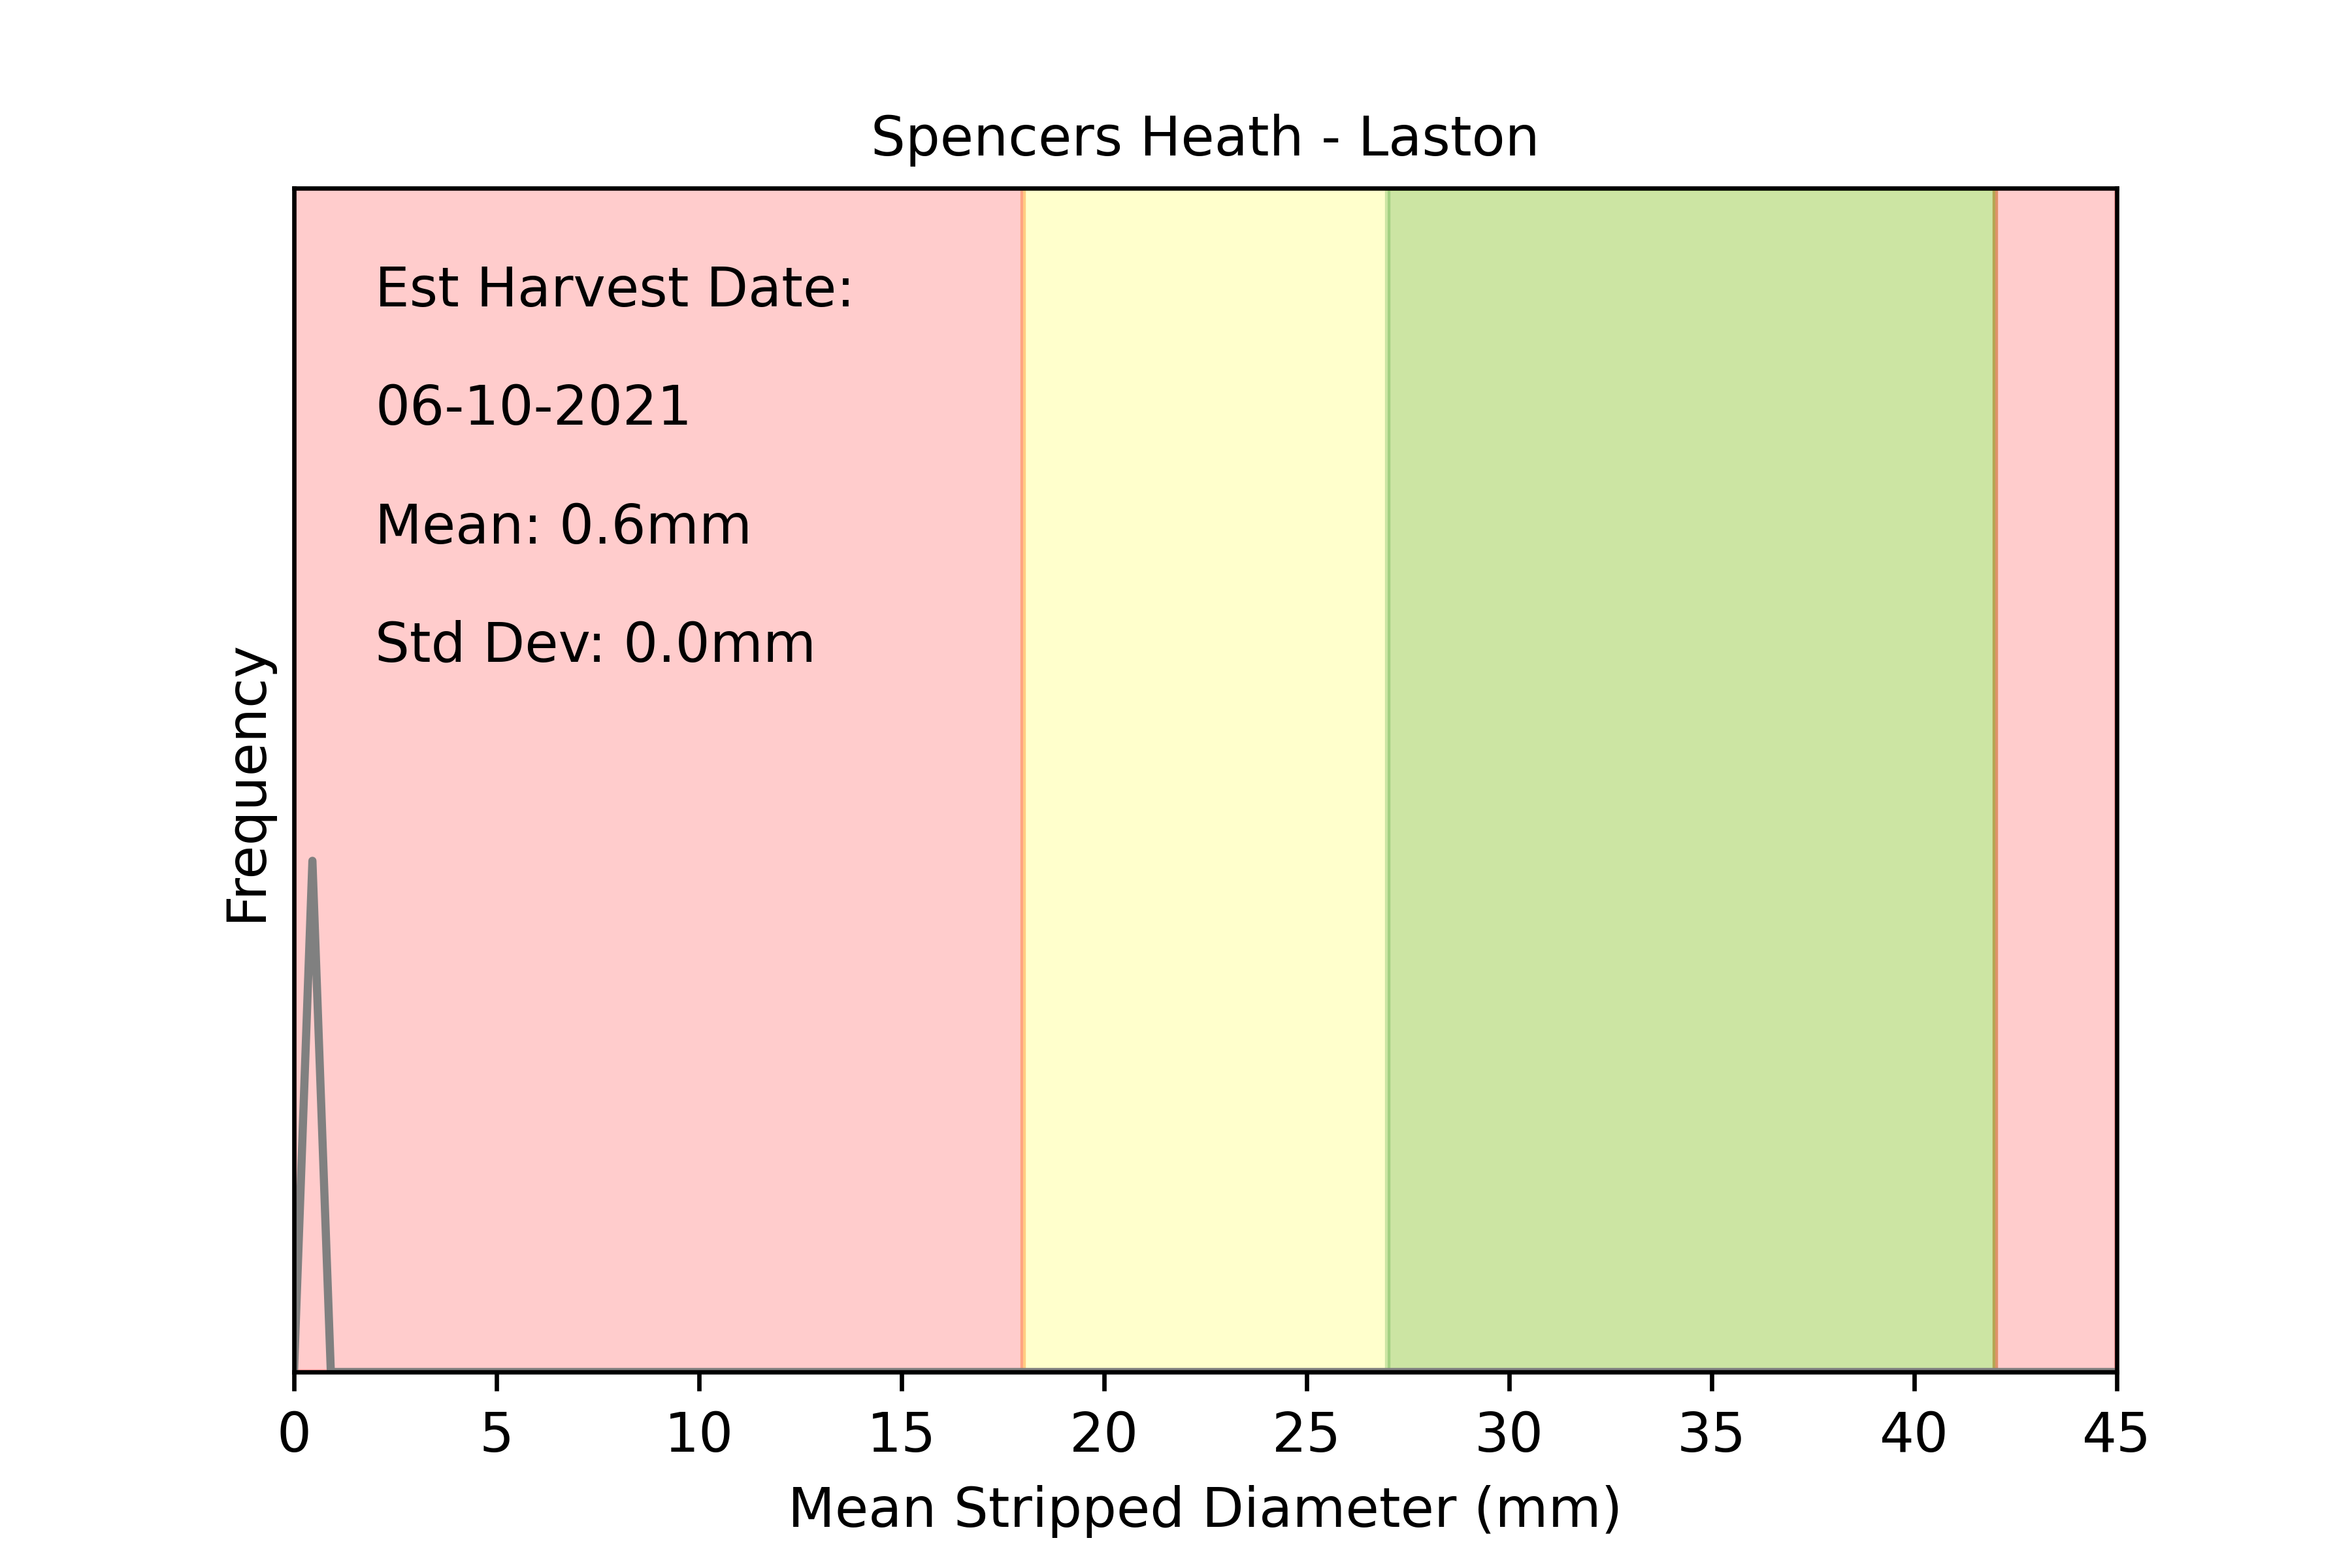 Spencers Heath - Laston
Est Harvest Date:
06-10-2021
Mean: 0.6mm
Std Dev: 0.0mm
Frequency
0 5 10 15 20 25 30 35 40 45
Mean Stripped Diameter (mm)